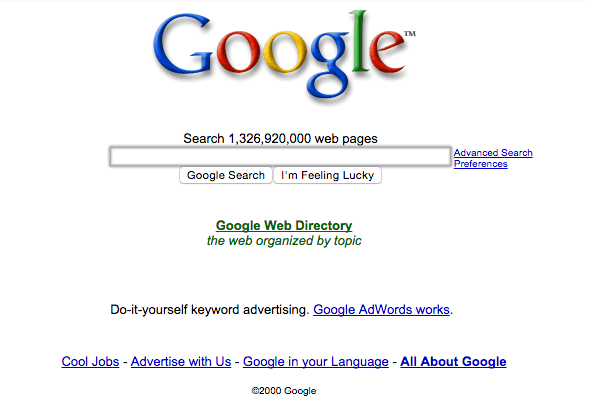 Google™
Search 1,326,920,000 web pages
Advanced Search
Preferences
Google Search I'm Feeling Lucky
Google Web Directory
the web organized by topic
Do-it-yourself keyword advertising. Google AdWords works.
Cool Jobs - Advertise with Us - Google in your Language - All About Google
©2000 Google